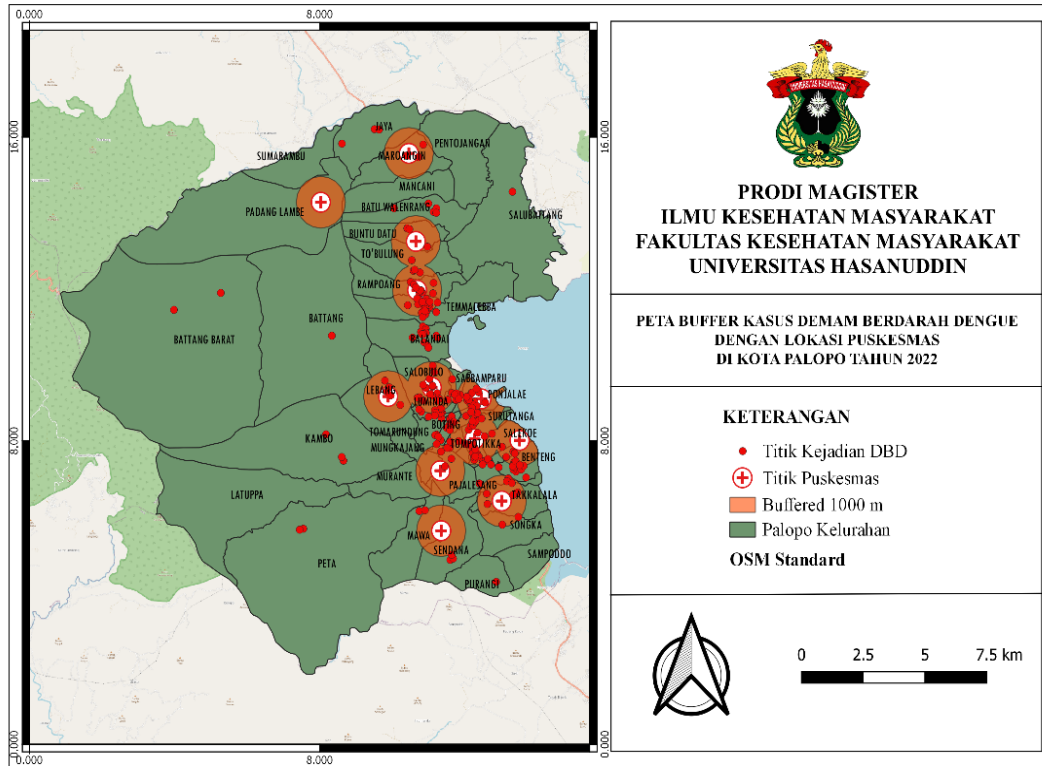 0.000
8.000
16.000
16.000
8.000
8.000
0.000
0.000
0.000
8.000
JAYA
SUMARAMBU
MAROANGIN
PENTOJANGAN
MANCANI
PADANG LAMBE
BATU WALENRANG
SALUBATTANG
BUNTU DATU
TO'BULUNG
RAMPOANG
BATTANG
BATTANG BARAT
BALANDAI
SALOBULO
SABBAMPARU
LEBANG
LUMINDA
PONJALAE
SURUTANGA
BOTING
TOMARUNDUNG
SALEKOE
KAMBO
MUNGKAJANG
TOMPOTIKKA
BENTENG
MURANTE
PAJALESANG
LATUPPA
TAKKALALA
SONGKA
MAWA
SENDANA
SAMPODDO
PETA
PURANGI
UNIVERSITAS HASANUDDIN
PRODI MAGISTER
ILMU KESEHATAN MASYARAKAT
FAKULTAS KESEHATAN MASYARAKAT
UNIVERSITAS HASANUDDIN
PETA BUFFER KASUS DEMAM BERDARAH DENGUE
DENGAN LOKASI PUSKESMAS
DI KOTA PALOPO TAHUN 2022
KETERANGAN
Titik Kejadian DBD
Titik Puskesmas
Buffered 1000 m
Palopo Kelurahan
OSM Standard
0 2.5 5 7.5 km